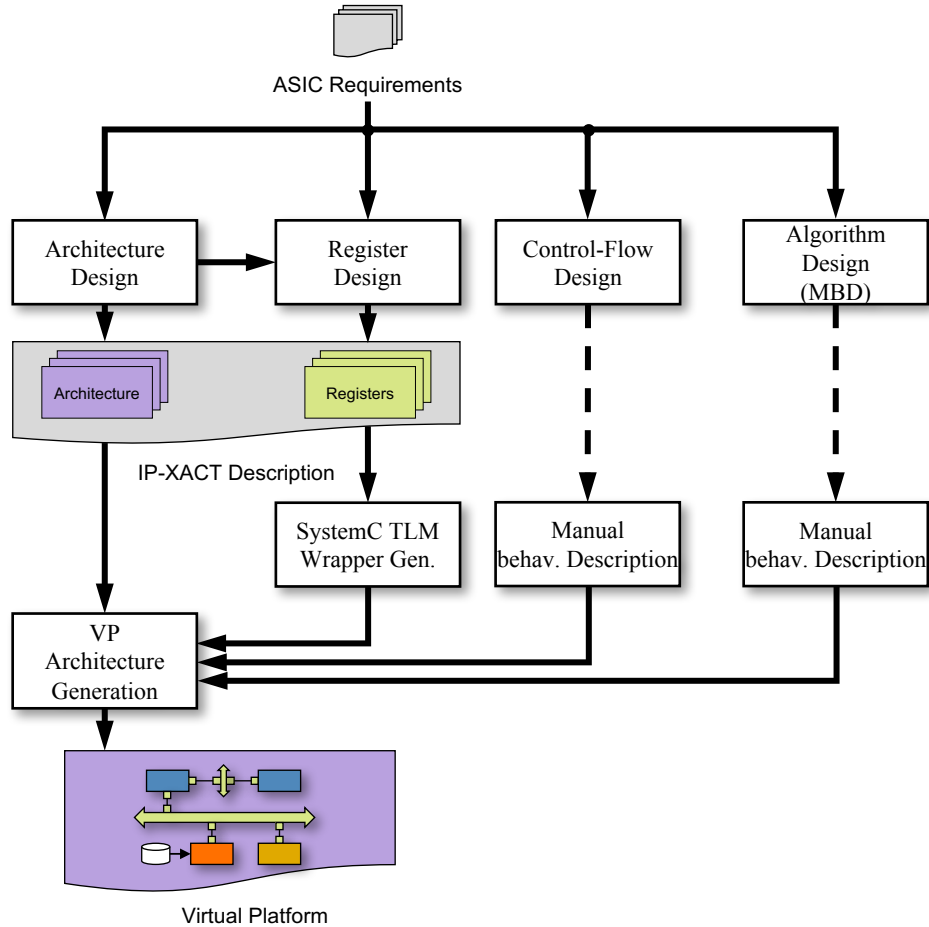 ASIC Requirements
Architecture
Design
Register
Design
Control-Flow
Design
Algorithm
Design
(MBD)
Architecture
Registers
IP-XACT Description
SystemC TLM
Wrapper Gen.
Manual
behav. Description
Manual
behav. Description
VP
Architecture
Generation
Virtual Platform